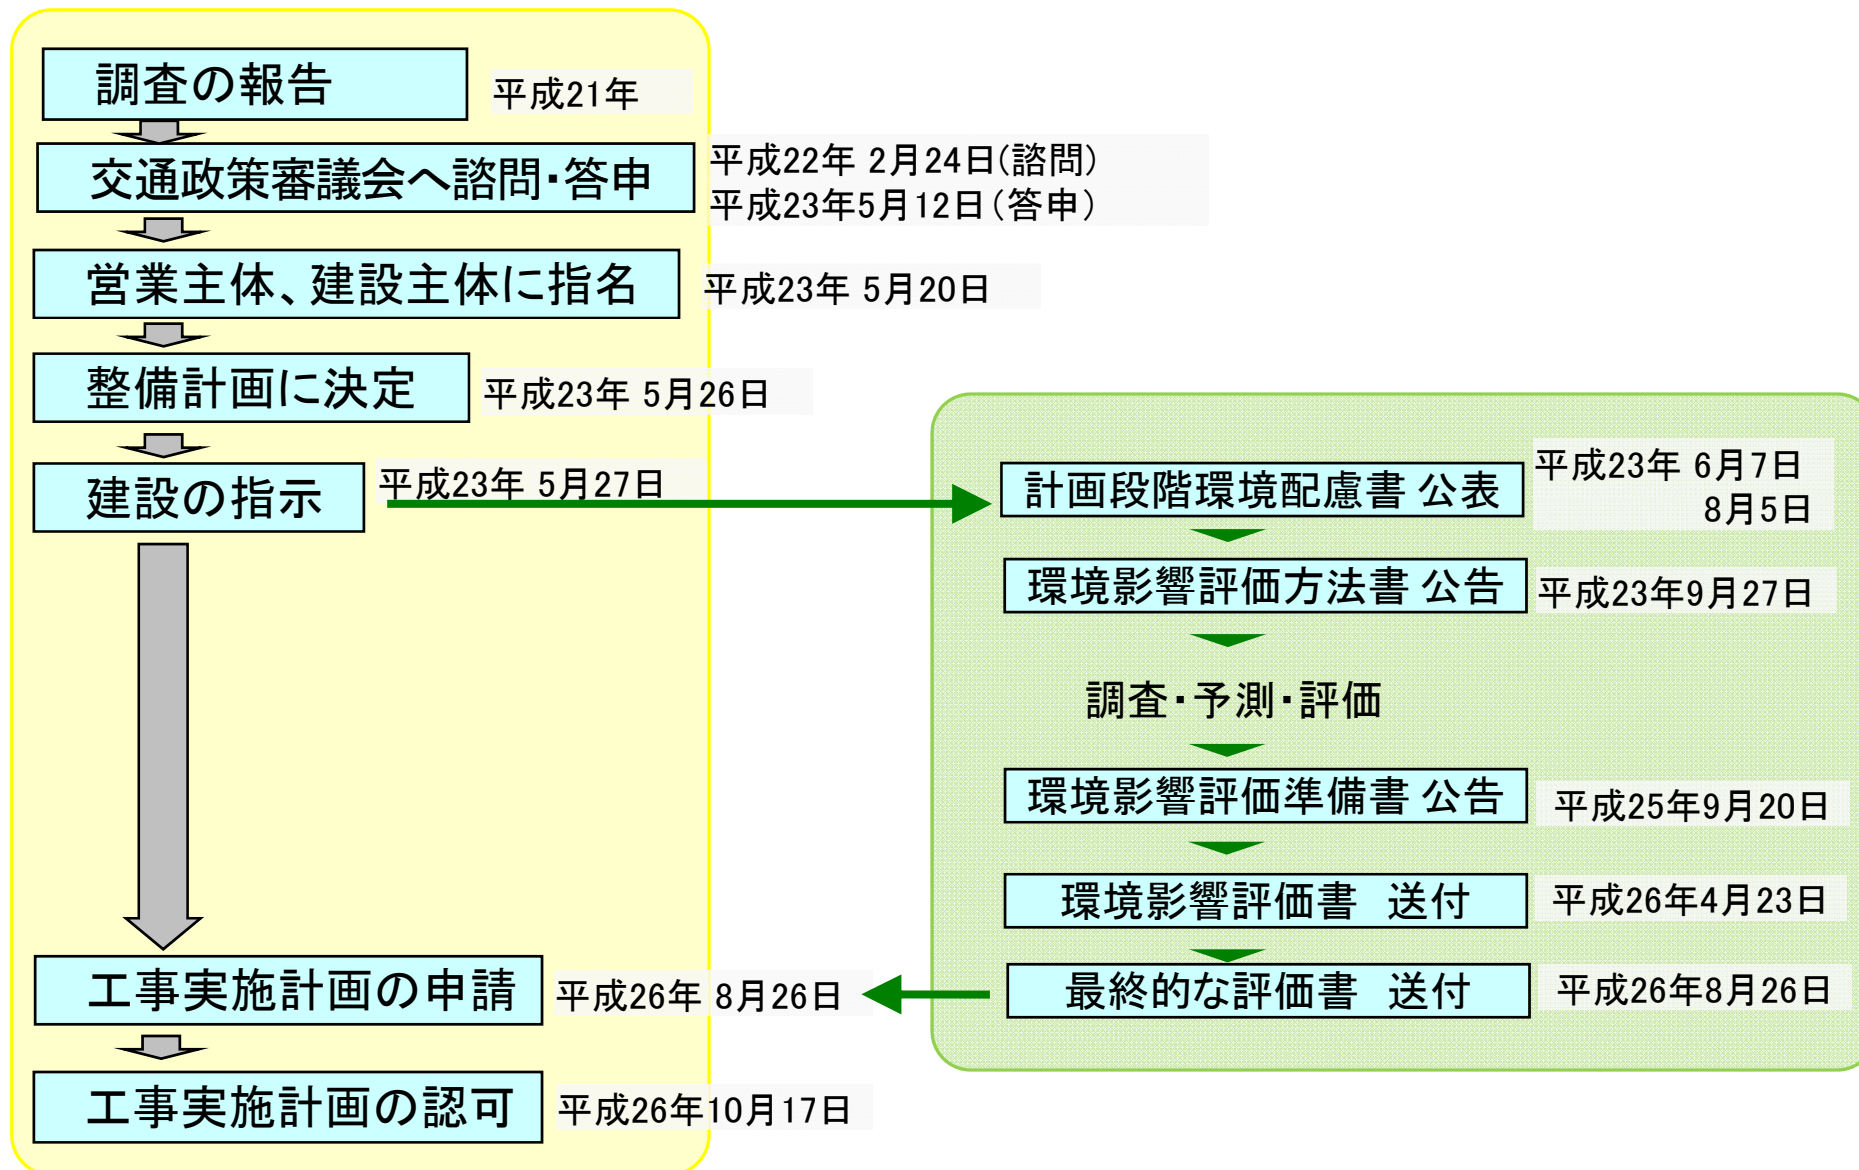 調査の報告
平成21年
交通政策審議会へ諮問・答申
平成22年 2月24日(諮問)
平成23年5月12日(答申)
営業主体、建設主体に指名
平成23年 5月20日
整備計画に決定
平成23年 5月26日
建設の指示
平成23年 5月27日
計画段階環境配慮書 公表
平成23年 6月7日
8月5日
環境影響評価方法書 公告
平成23年9月27日
調査・予測・評価
環境影響評価準備書 公告
平成25年9月20日
環境影響評価書 送付
平成26年4月23日
最終的な評価書 送付
平成26年8月26日
工事実施計画の申請
平成26年 8月26日
工事実施計画の認可
平成26年10月17日